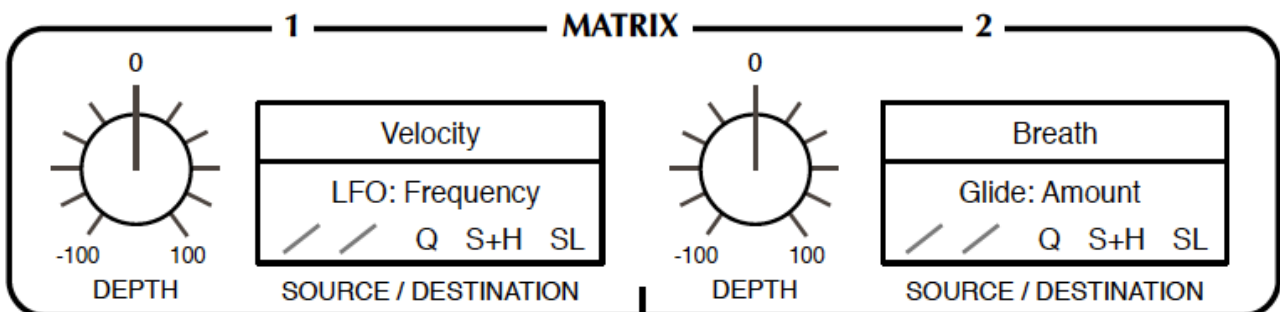 1 MATRIX 2
0
Velocity
LFO: Frequency
Q S+H SL
-100 100
DEPTH
SOURCE / DESTINATION
0
Breath
Glide: Amount
Q S+H SL
-100 100
DEPTH
SOURCE / DESTINATION